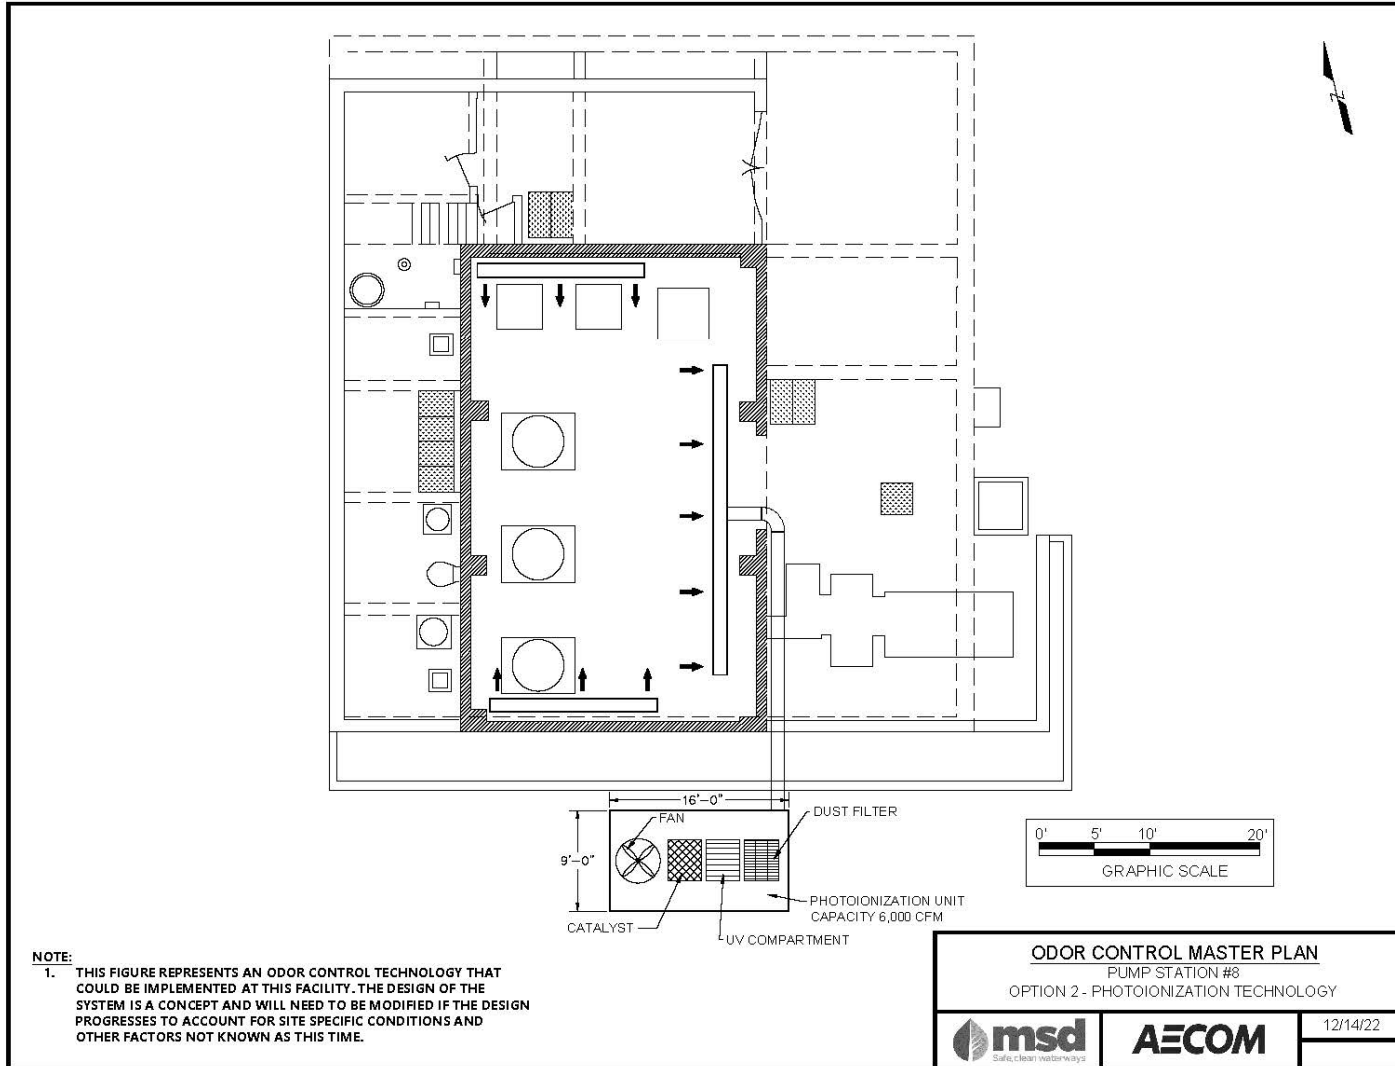 N
16'-0"
FAN
DUST FILTER
9'-0"
0' 5' 10' 20'
GRAPHIC SCALE
PHOTOIONIZATION UNIT
CAPACITY 6,000 CFM
CATALYST
UV COMPARTMENT
NOTE:
1. THIS FIGURE REPRESENTS AN ODOR CONTROL TECHNOLOGY THAT
COULD BE IMPLEMENTED AT THIS FACILITY. THE DESIGN OF THE
SYSTEM IS A CONCEPT AND WILL NEED TO BE MODIFIED IF THE DESIGN
PROGRESSES TO ACCOUNT FOR SITE SPECIFIC CONDITIONS AND
OTHER FACTORS NOT KNOWN AS THIS TIME.
ODOR CONTROL MASTER PLAN
PUMP STATION #8
OPTION 2 - PHOTOIONIZATION TECHNOLOGY
msd
Safe, clean waterways
AECOM
12/14/22